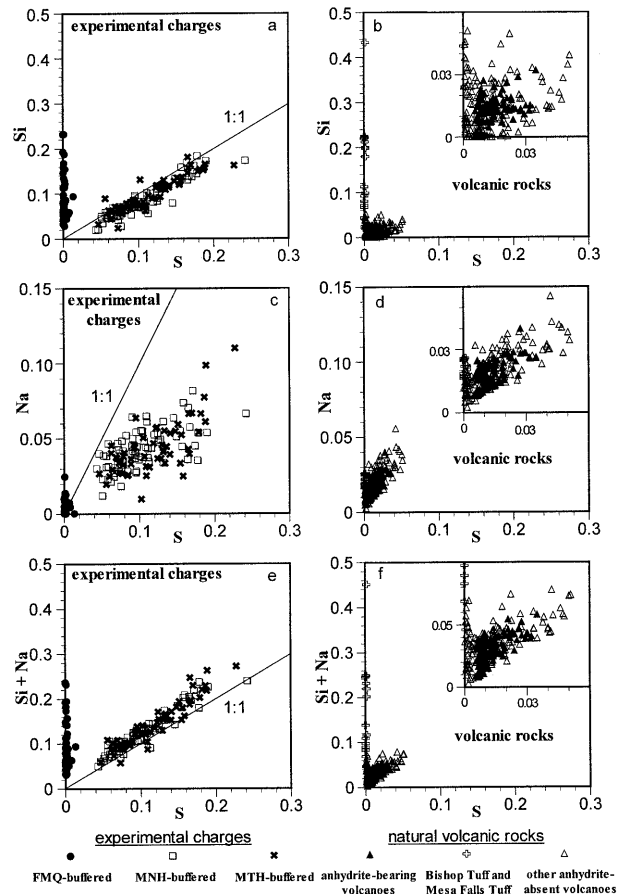 experimental charges
a
0.5
0.4
0.3
0.2
0.1
0
Si
1:1
0
0.1
0.2
0.3
S
b
0.5
0.4
0.3
0.2
0.1
0
Si
0.03
0
0
0.03
volcanic rocks
0
0.1
0.2
0.3
S
experimental
charges
c
0.15
0.10
0.05
0.00
Na
1:1
0
0.1
0.2
0.3
S
d
0.15
0.10
0.05
0.00
Na
0.03
0
0
0.03
volcanic rocks
0
0.1
0.2
0.3
S
experimental charges
e
0.5
0.4
0.3
0.2
0.1
0
Si + Na
1:1
0
0.1
0.2
0.3
S
f
0.5
0.4
0.3
0.2
0.1
0
Si + Na
0.05
0
0
0.03
volcanic rocks
0
0.1
0.2
0.3
S
experimental charges
FMQ-buffered
MNH-buffered
MTH-buffered
natural volcanic rocks
anhydrite-bearing
volcanoes
Bishop Tuff and
Mesa Falls Tuff
other anhydrite-
absent volcanoes